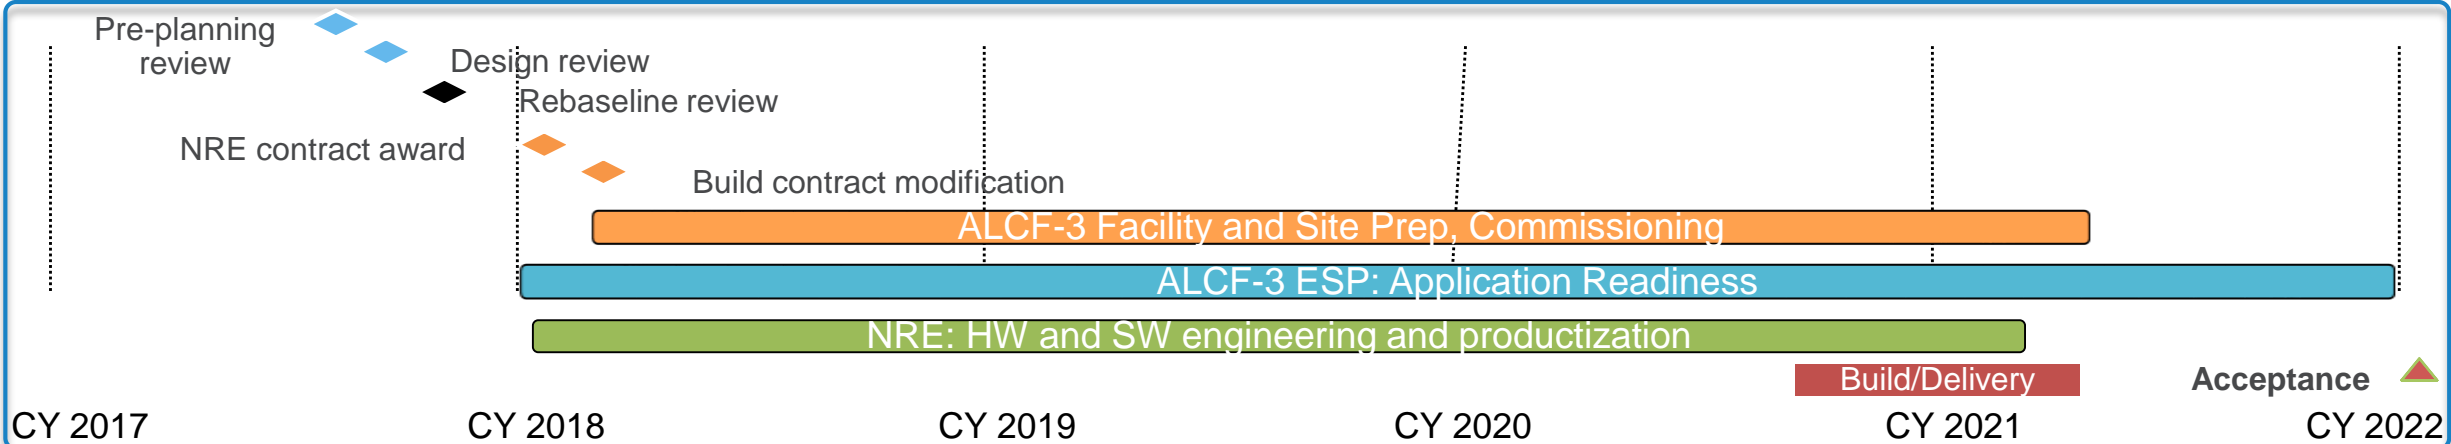 Pre-planning
review
Design review
Rebaseline review
NRE contract award
Build contract modification
ALCF-3 Facility and Site Prep, Commissioning
ALCF-3 ESP: Application Readiness
NRE: HW and SW engineering and productization
Build/Delivery
Acceptance
CY 2017 CY 2018 CY 2019 CY 2020 CY 2021 CY 2022